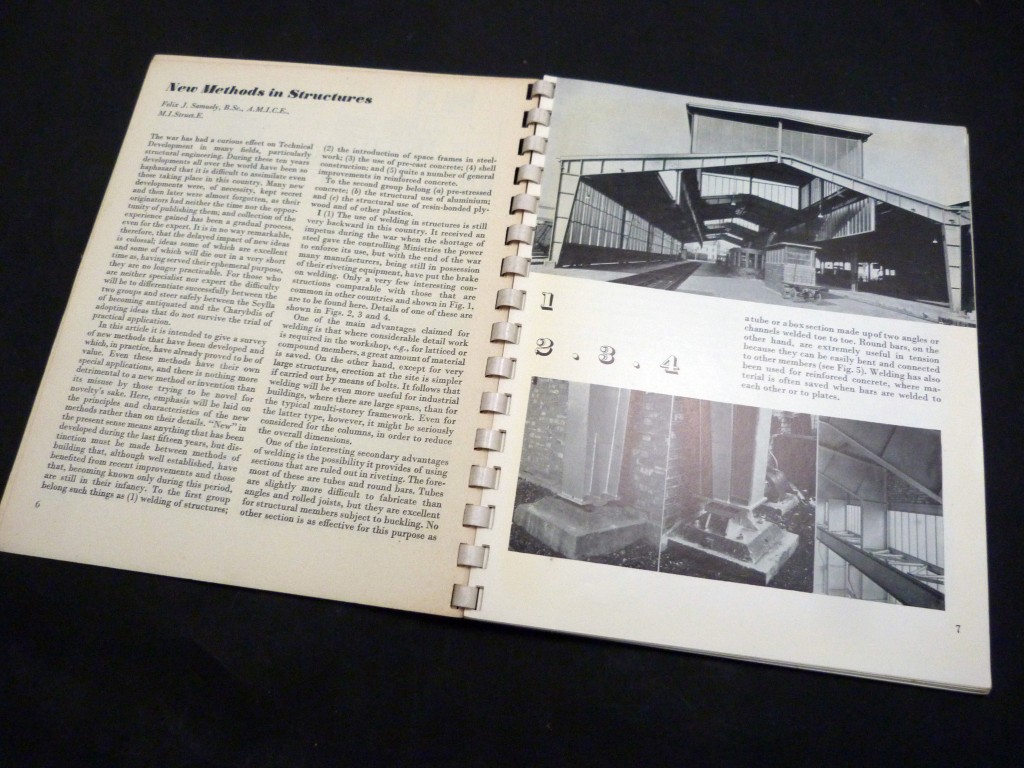 New Methods in Structures
Felix J. Samuely, B.Sc., A.M.I.C.E.,
M.I.Struct.E.
The war has had a curious effect on Technical
Development in many fields, particularly
structural engineering. During these ten years
developments all over the world have been so
haphazard that it is difficult to assimilate even
those taking place in this country. Many new
developments were, of necessity, kept secret
and then later almost forgotten, as their
originators had neither the time nor the oppor-
tunity of publishing them; and collection of the
experience gained has been a gradual process,
even for the expert. It is in no way remarkable,
therefore, that the delayed impact of new ideas
is colossal; ideas some of which are excellent
and some of which will die out in a very short
time as, having served their ephemeral purpose,
they are no longer practicable. For those who
are neither specialist nor expert the difficulty
will be to differentiate successfully between the
two groups and steer safely between the Scylla
of becoming antiquated and the Charybdis of
adopting ideas that do not survive the trial of
practical application.
In this article it is intended to give a survey
of new methods that have been developed and
which, in practice, have already proved to be of
value. Even these methods have their own
special applications, and there is nothing more
detrimental to a new method or invention than
its misuse by those trying to be novel for
novelty's sake. Here, emphasis will be laid on
the principles and characteristics of the new
methods rather than on their details. "New" in
the present sense means anything that has been
developed during the last fifteen years, but dis-
tinction must be made between methods of
building that, although well established, have
benefited from recent improvements and those
that, becoming known only during this period,
are still in their infancy. To the first group
belong such things as (1) welding of structures;
6
(2) the introduction of space frames in steel-
work; (3) the use of pre-cast concrete; (4) shell
construction; and (5) quite a number of general
improvements in reinforced concrete.
To the second group belong (a) pre-stressed
concrete; (b) the structural use of aluminium;
and (c) the structural use of resin-bonded ply-
wood and of other plastics.
(1) The use of welding in structures is still
very backward in this country. It received an
impetus during the war when the shortage of
steel gave the controlling Ministries the power
to enforce its use, but with the end of the war
many manufacturers, being still in possession
of their riveting equipment, have put the brake
on welding. Only a very few interesting con-
structions comparable with those that are
common in other countries and shown in Fig. 1,
are to be found here. Details of one of these are
shown in Figs. 2, 3 and 4.
One of the main advantages claimed for
welding is that where considerable detail work
is required in the workshop, e.g., for latticed or
compound members, a great amount of material
is saved. On the other hand, except for very
large structures, erection at the site is simpler
if carried out by means of bolts. It follows that
welding will be even more useful for industrial
buildings, where there are large spans, than for
the typical multi-storey framework. Even for
the latter type, however, it might be seriously
considered for the columns, in order to reduce
the overall dimensions.
One of the interesting secondary advantages
of welding is the possibility it provides of using
sections that are ruled out in riveting. The fore-
most of these are tubes and round bars. Tubes
are slightly more difficult to fabricate than
angles and rolled joists, but they are excellent
for structural members subject to buckling. No
other section is as effective for this purpose as
1
2 . 3 . 4
a tube or a box section made up of two angles or
channels welded toe to toe. Round bars, on the
other hand, are extremely useful in tension
because they can be easily bent and connected
to other members (see Fig. 5). Welding has also
been used for reinforced concrete, where ma-
terial is often saved when bars are welded to
each other or to plates.
7